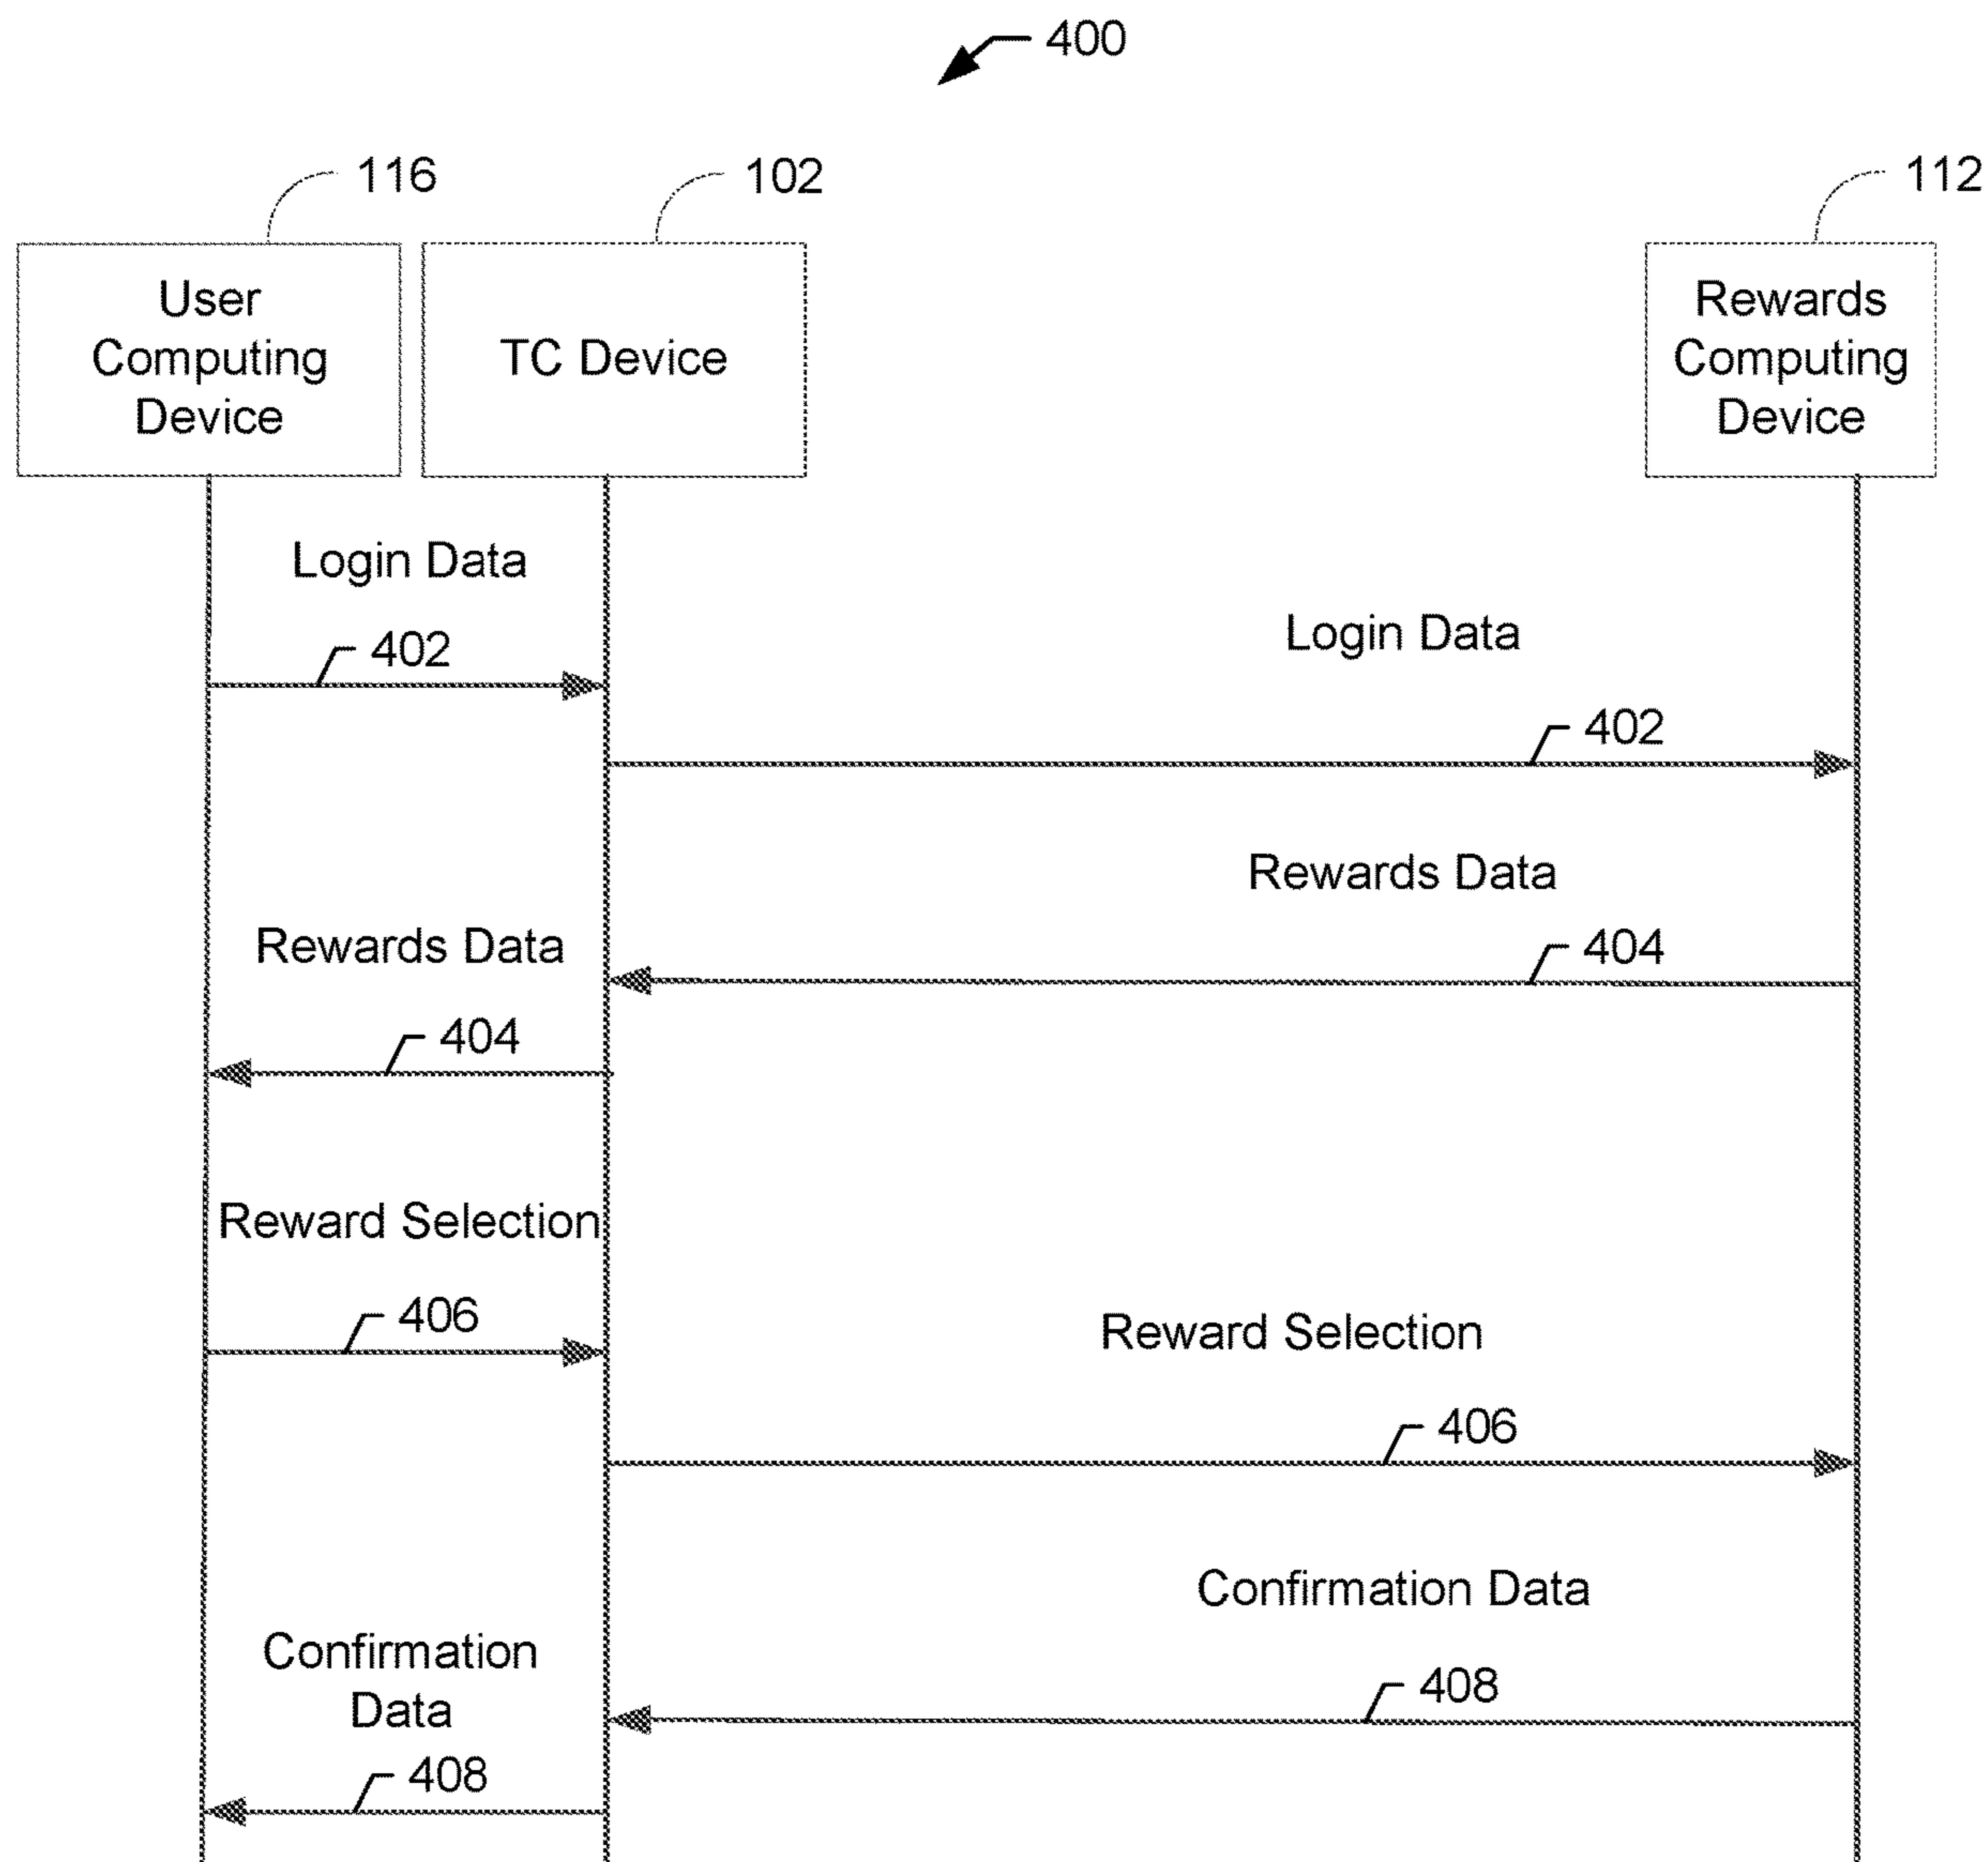 400
116
102
112
User
Computing
Device
TC Device
Rewards
Computing
Device
Login Data
402
Login Data
402
Rewards Data
404
Rewards Data
404
Reward Selection
406
Reward Selection
406
Confirmation Data
408
Confirmation
Data
408